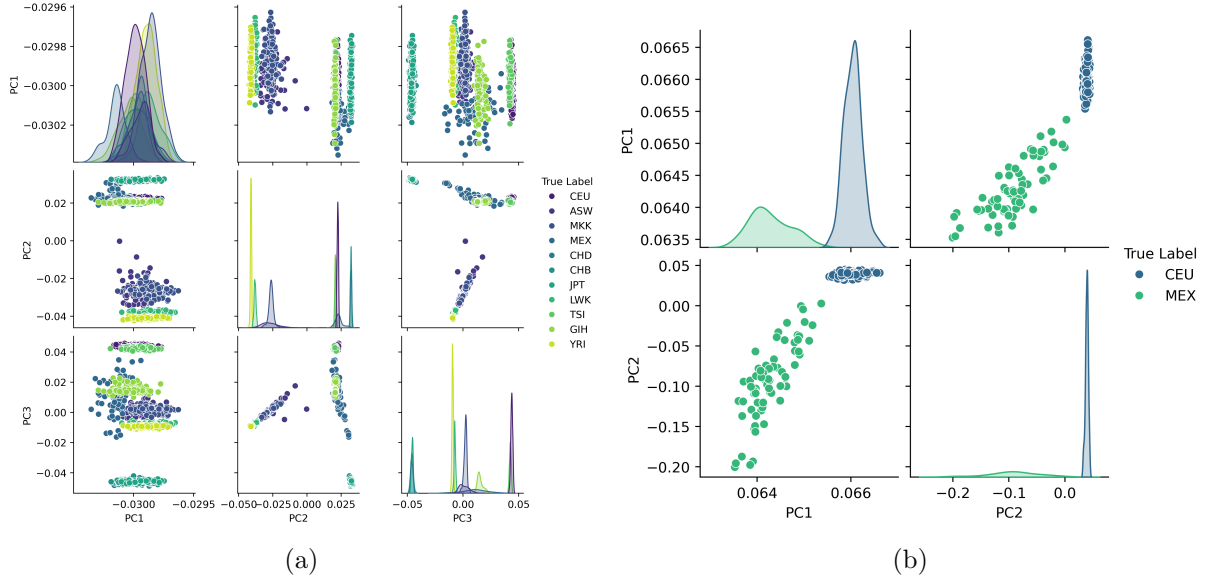 −0.0296
−0.0298
−0.0300
−0.0302
PC1
0.02
0.00
−0.02
−0.04
PC2
0.04
0.02
0.00
−0.02
−0.04
PC3
−0.0300
−0.0295
PC1
−0.050
−0.025
0.000
0.025
PC2
−0.05
0.00
0.05
PC3
True Label
CEU
ASW
MKK
MEX
CHD
CHB
JPT
LWK
TSI
GIH
YRI
(a)
0.0665
0.0660
0.0655
0.0650
0.0645
0.0640
0.0635
PC1
0.05
0.00
−0.05
−0.10
−0.15
−0.20
PC2
0.064
0.066
PC1
−0.2
−0.1
0.0
PC2
True Label
CEU
MEX
(b)